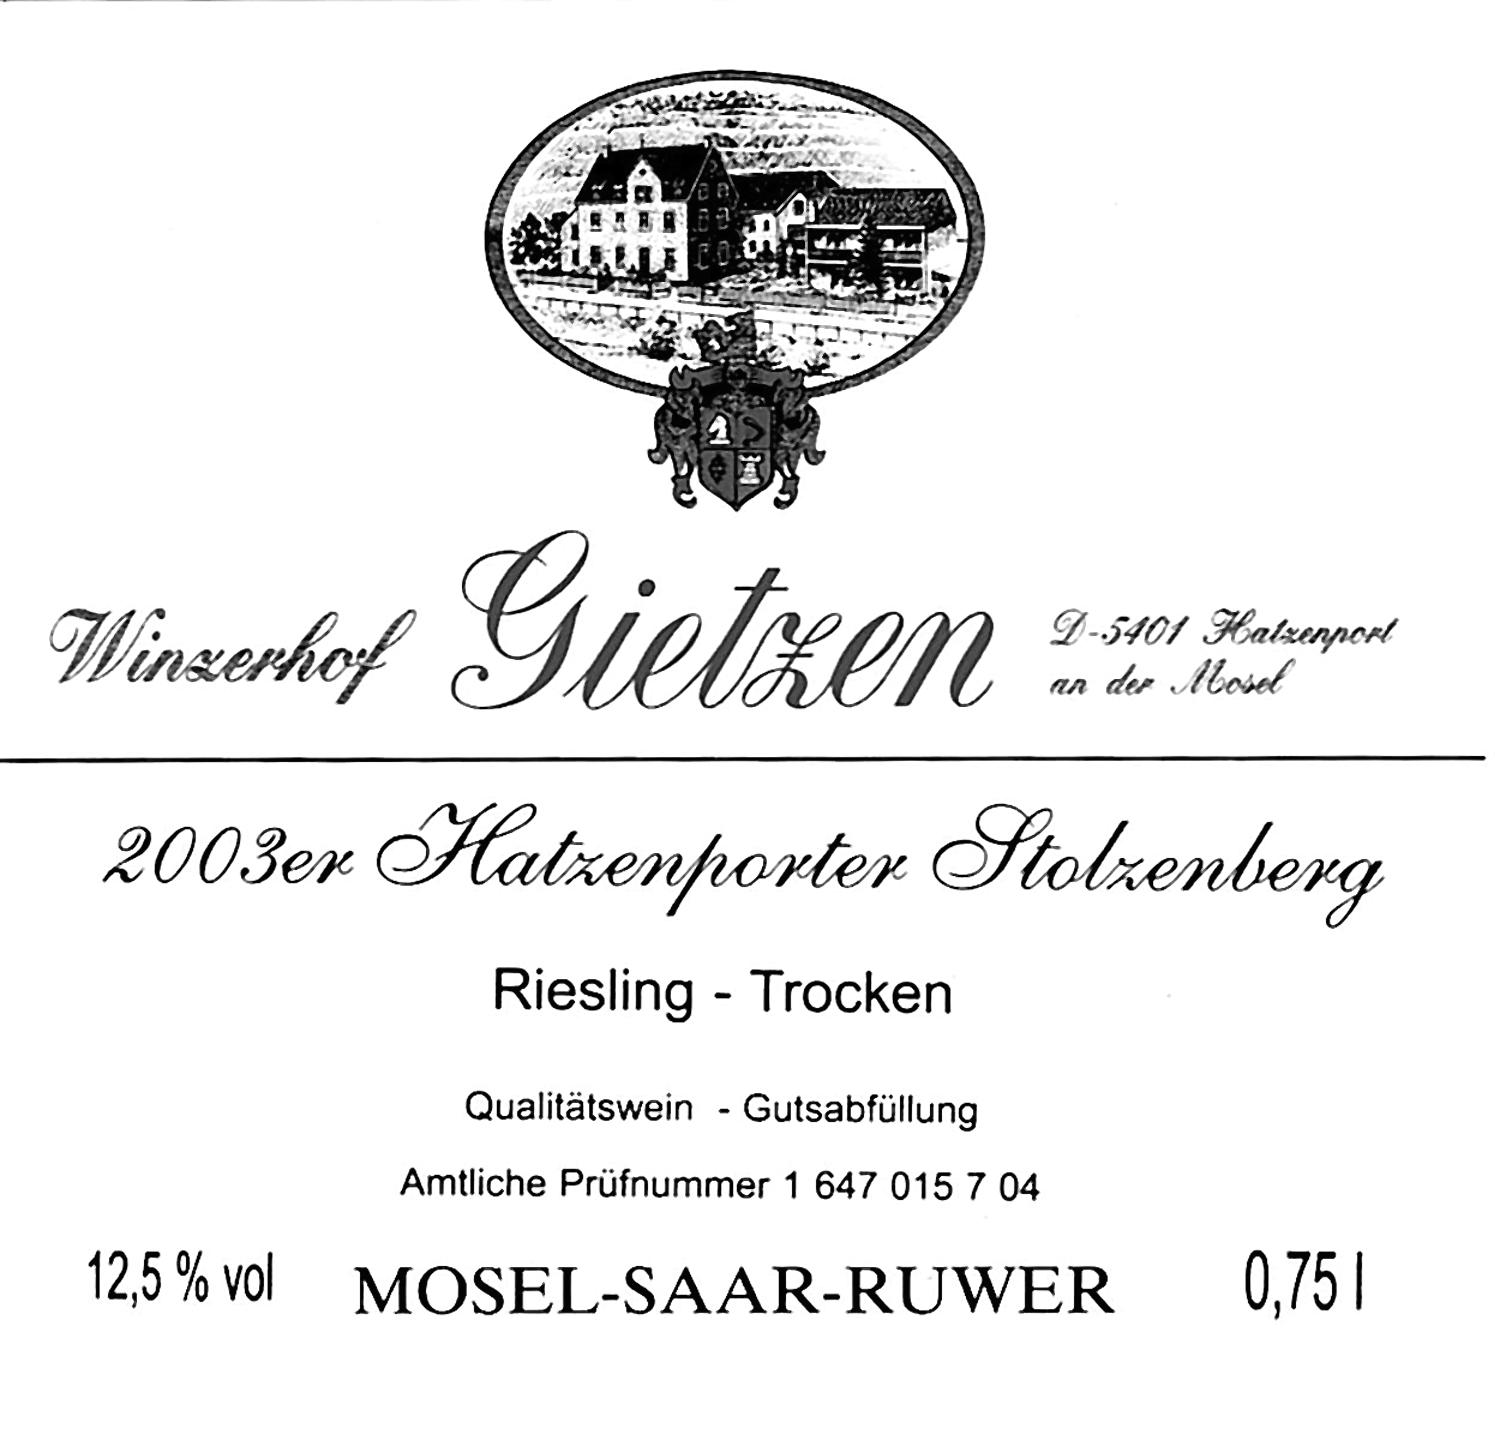 Winzerhof Gietzen D-5401 Hatzenport
an der Mosel
2003er Hatzenporter Stolzenberg
Riesling - Trocken
Qualitätswein - Gutsabfüllung
Amtliche Prüfnummer 1 647 015 7 04
12,5 % vol MOSEL-SAAR-RUWER 0,75 l